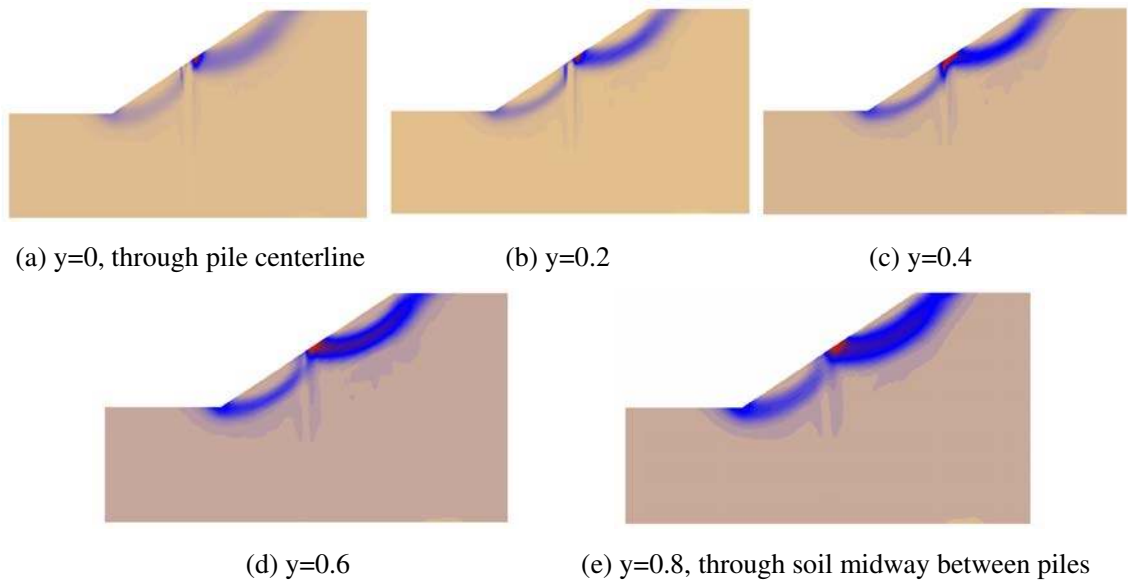 (a) y=0, through pile centerline
(b) y=0.2
(c) y=0.4
(d) y=0.6
(e) y=0.8, through soil midway between piles